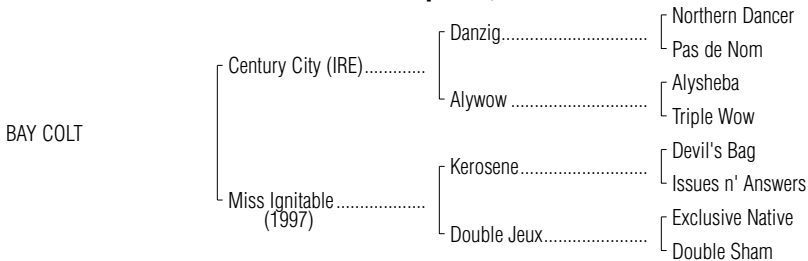 Northern Dancer
Danzig..............................
Pas de Nom
Century City (IRE).............
Alysheba
Alywow ............................
Triple Wow
BAY COLT
Devil's Bag
Kerosene..........................
Issues n' Answers
Miss Ignitable ...................
(1997)
Exclusive Native
Double Jeux......................
Double Sham